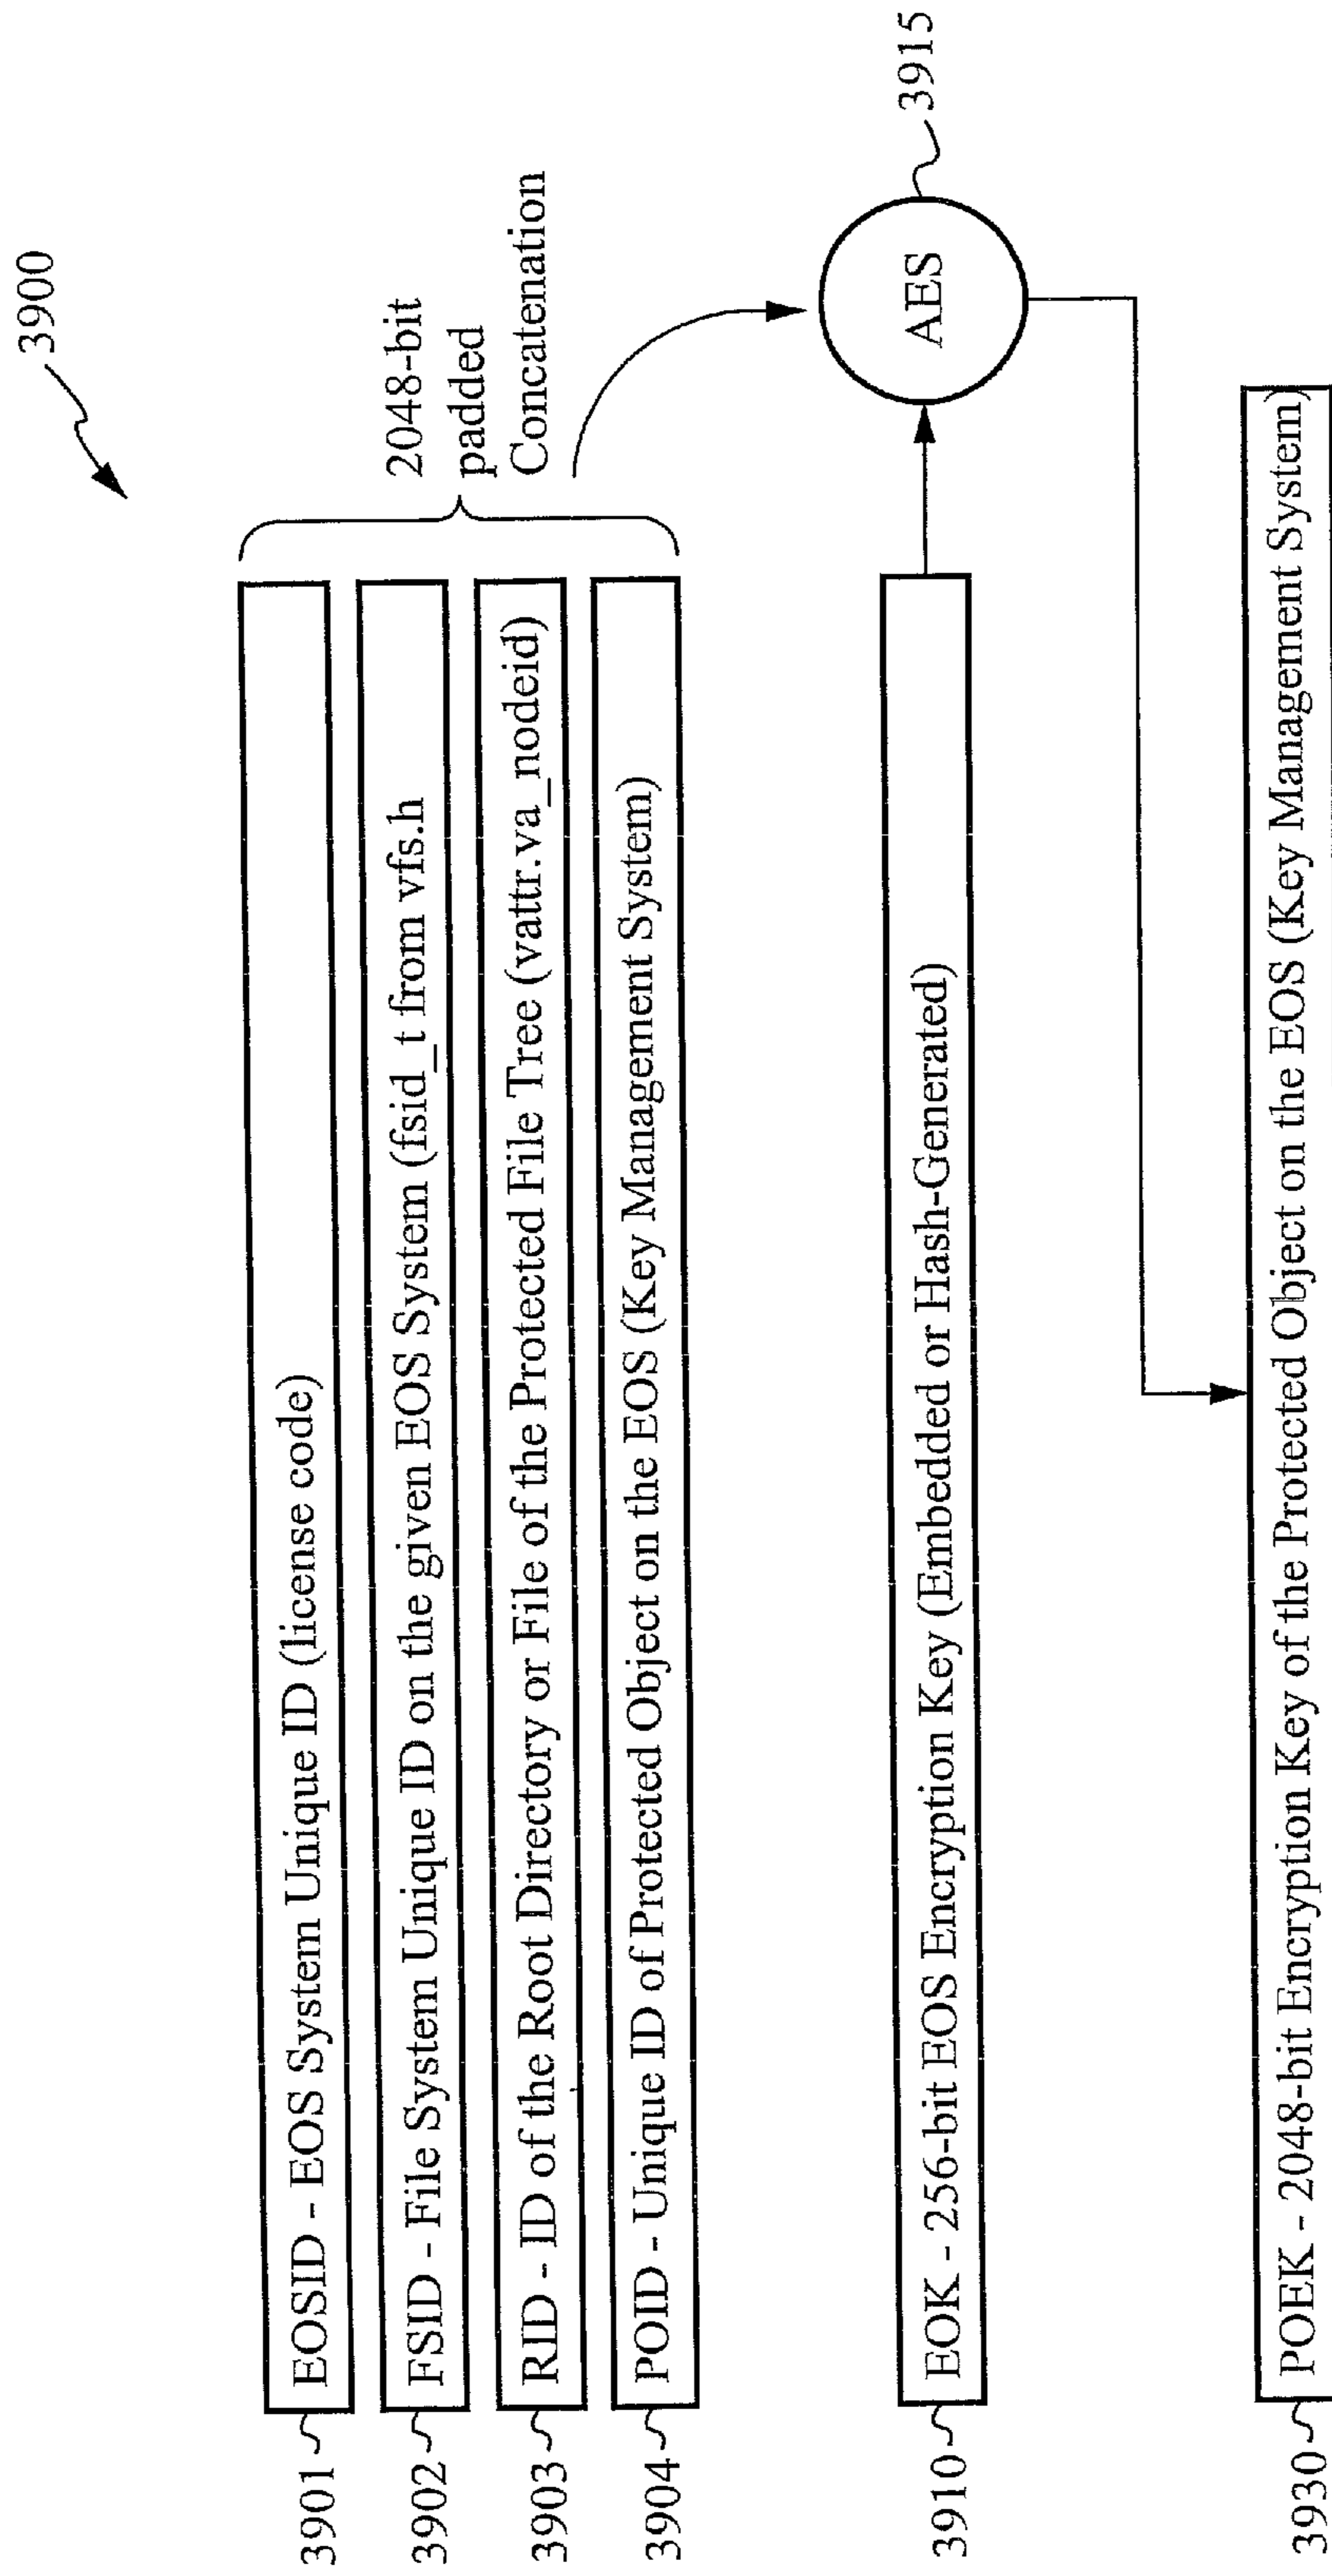 3900
3901
EOSID - EOS System Unique ID (license code)
3902
FSID - File System Unique ID on the given EOS System (fsid_t from vfs.h
3903
RID - ID of the Root Directory or File of the Protected File Tree (vattr.va_nodeid)
3904
POID - Unique ID of Protected Object on the EOS (Key Management System)
2048-bit
padded
Concatenation
3910
EOK - 256-bit EOS Encryption Key (Embedded or Hash-Generated)
AES
3915
3930
POEK - 2048-bit Encryption Key of the Protected Object on the EOS (Key Management System)